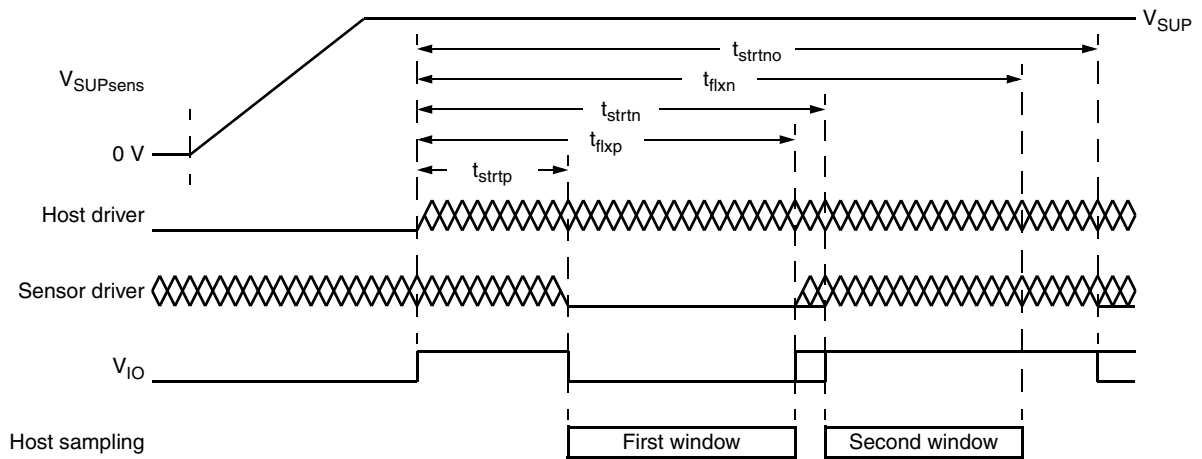 V_SUP
t_strtno
V_SUPsens
t_flxn
t_strtn
t_flxp
0 V
t_strtp
Host driver
Sensor driver
V_IO
Host sampling
First window
Second window